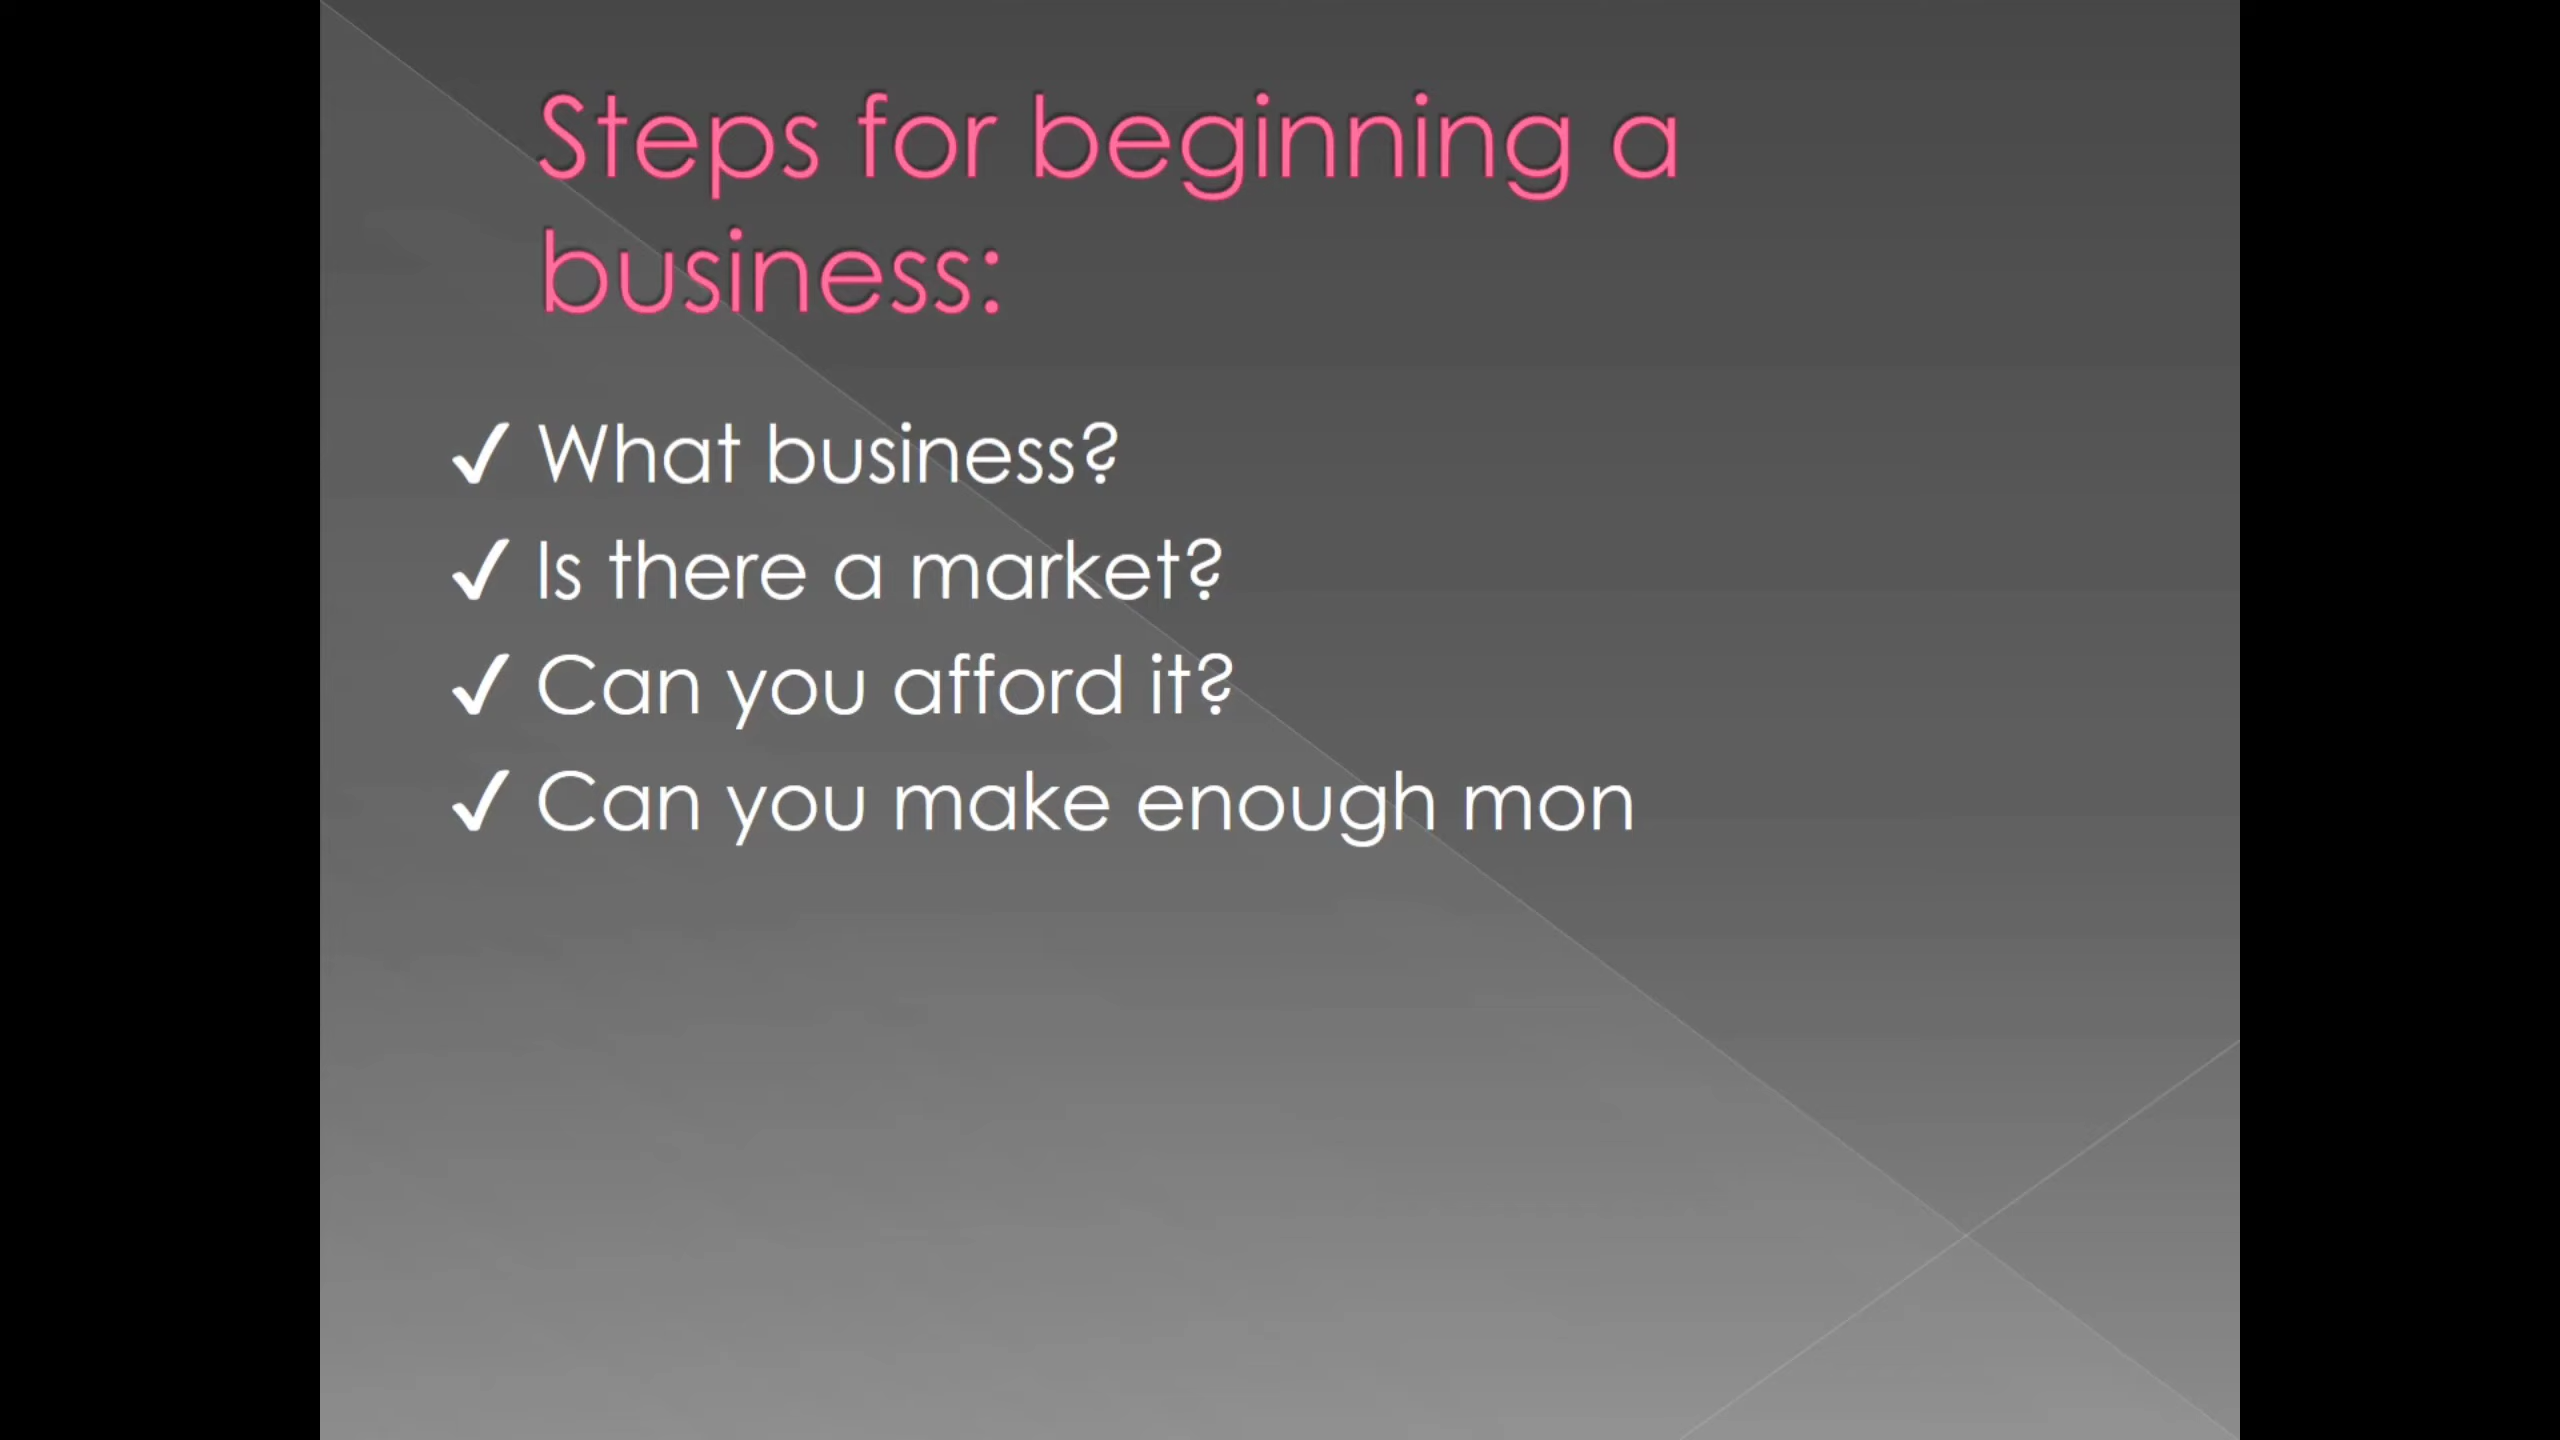 Steps for beginning a
business:
✓ What business?
✓ Is there a market?
✓ Can you afford it?
✓ Can you make enough mon